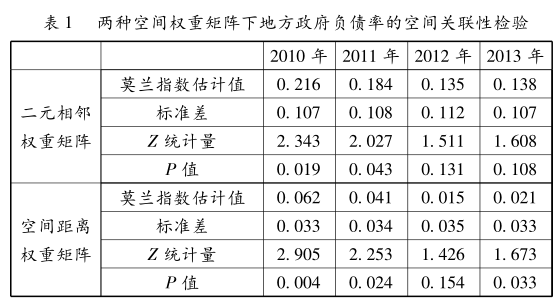 表 1 两种空间权重矩阵下地方政府负债率的空间关联性检验
2010 年 2011 年 2012 年 2013 年
二元相邻权重矩阵
莫兰指数估计值 0.216 0.184 0.135 0.138
标准差 0.107 0.108 0.112 0.107
Z 统计量 2.343 2.027 1.511 1.608
P 值 0.019 0.043 0.131 0.108
空间距离权重矩阵
莫兰指数估计值 0.062 0.041 0.015 0.021
标准差 0.033 0.034 0.035 0.033
Z 统计量 2.905 2.253 1.426 1.673
P 值 0.004 0.024 0.154 0.033